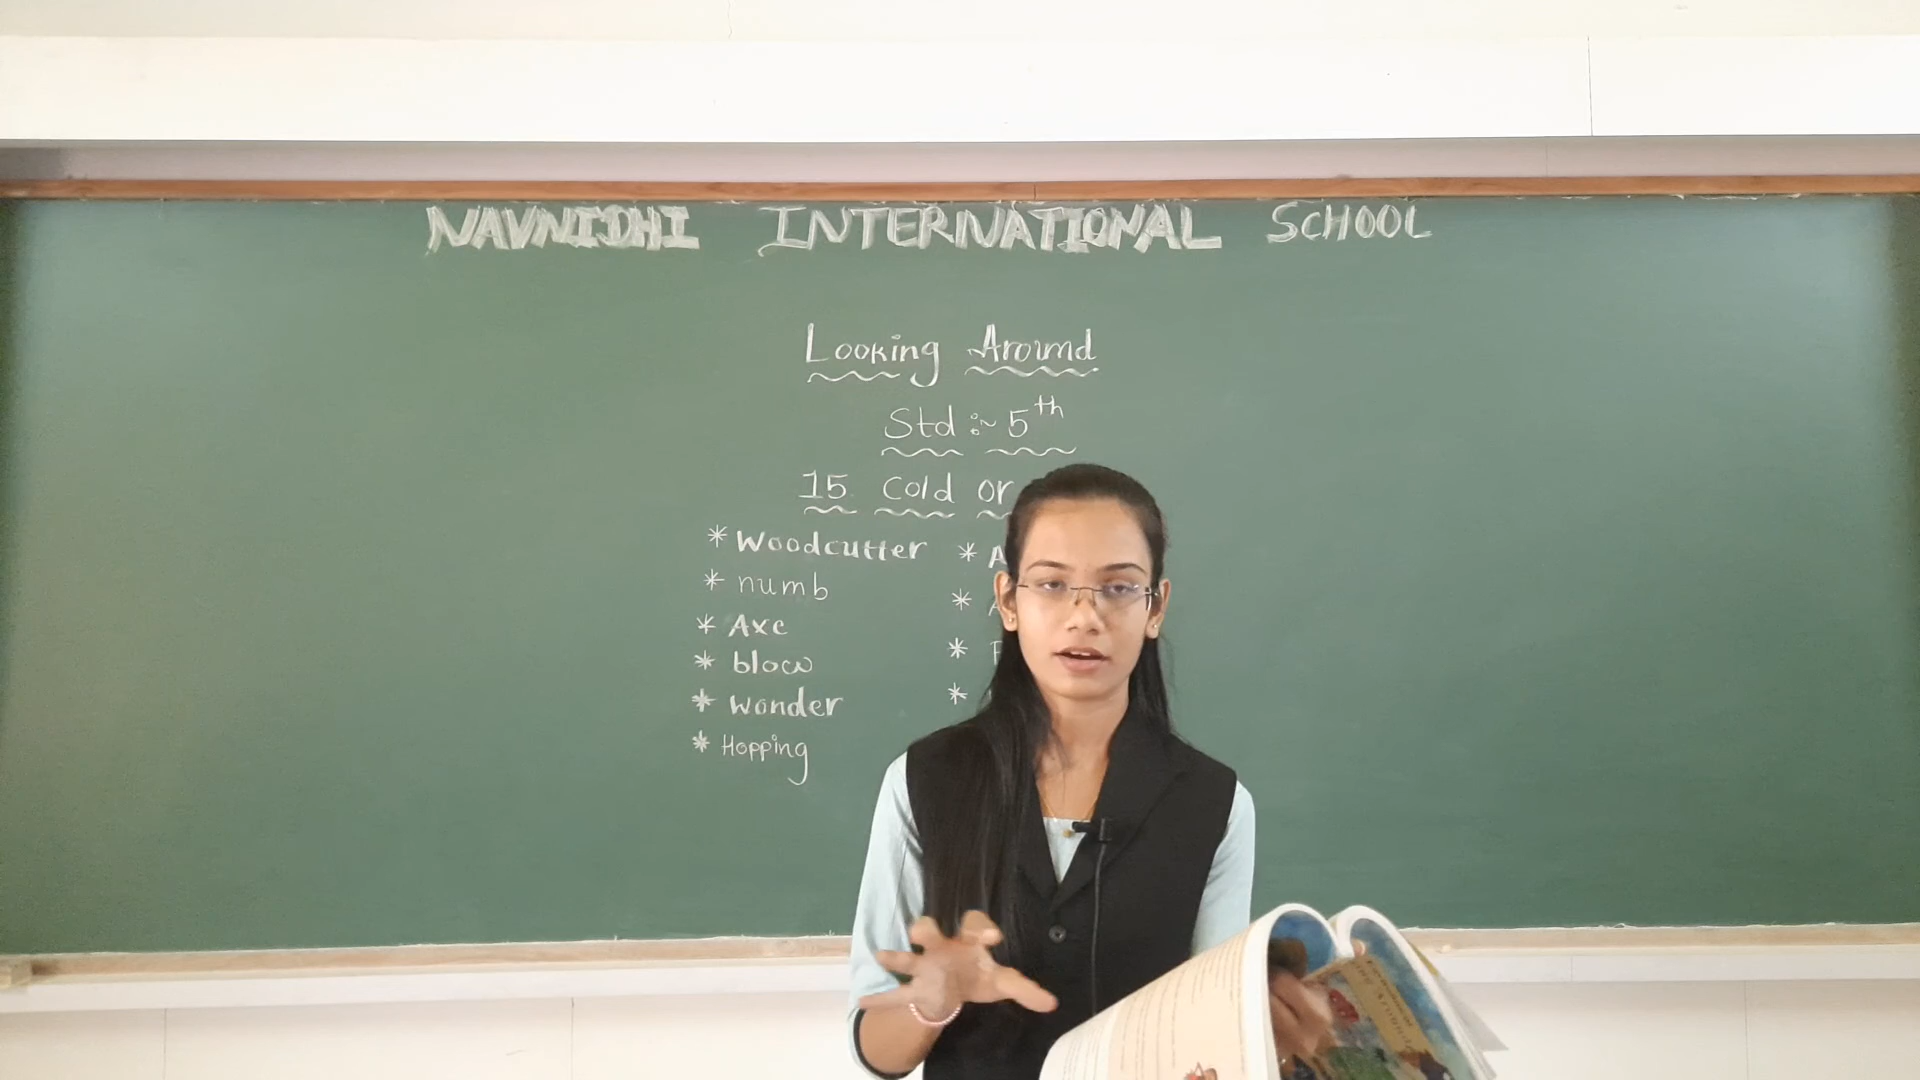 NAVNIDHI INTERNATIONAL SCHOOL
Looking Around
Std :~ 5th
15. Cold or
* Woodcutter *
* numb *
* Axe *
* blow *
* wonder
* Hopping